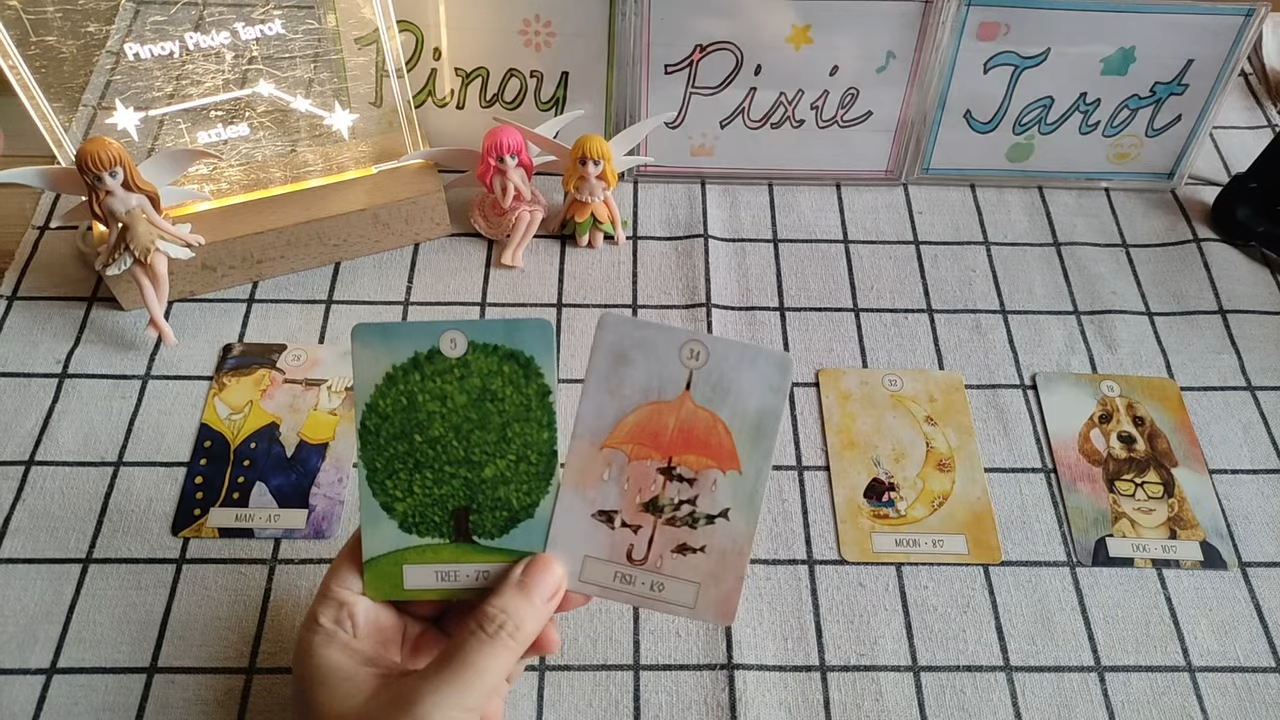 Pinoy Pixie Tarot
aries
Pinoy
Pixie
Tarot
28
MAN • A♡
5
TREE • 7♡
34
FISH • K♢
32
MOON • 8♡
18
DOG • 10♡